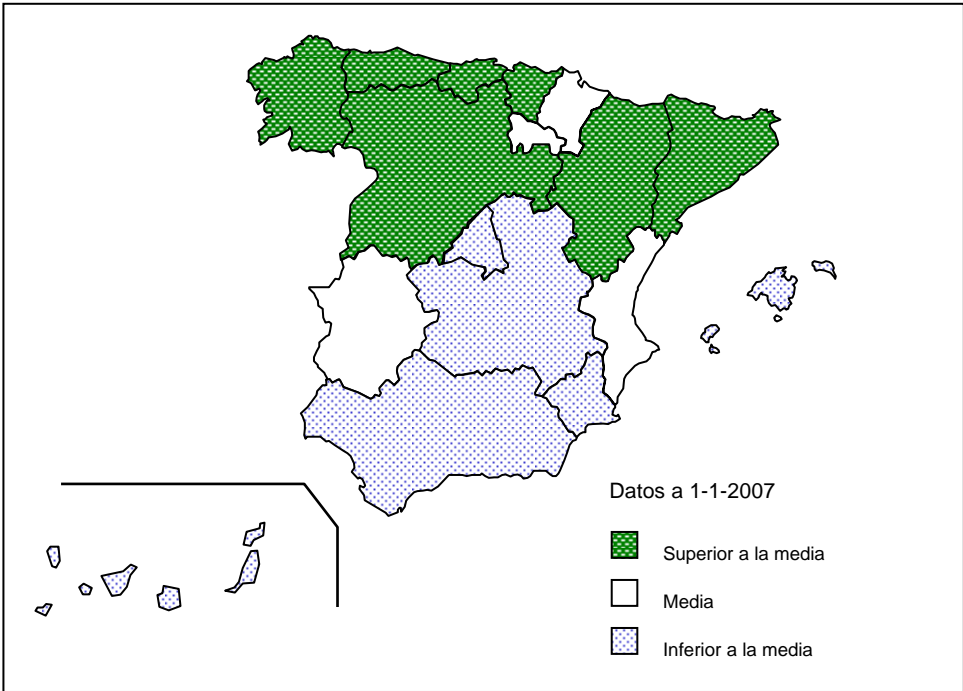 Datos a 1-1-2007
Superior a la media
Media
Inferior a la media